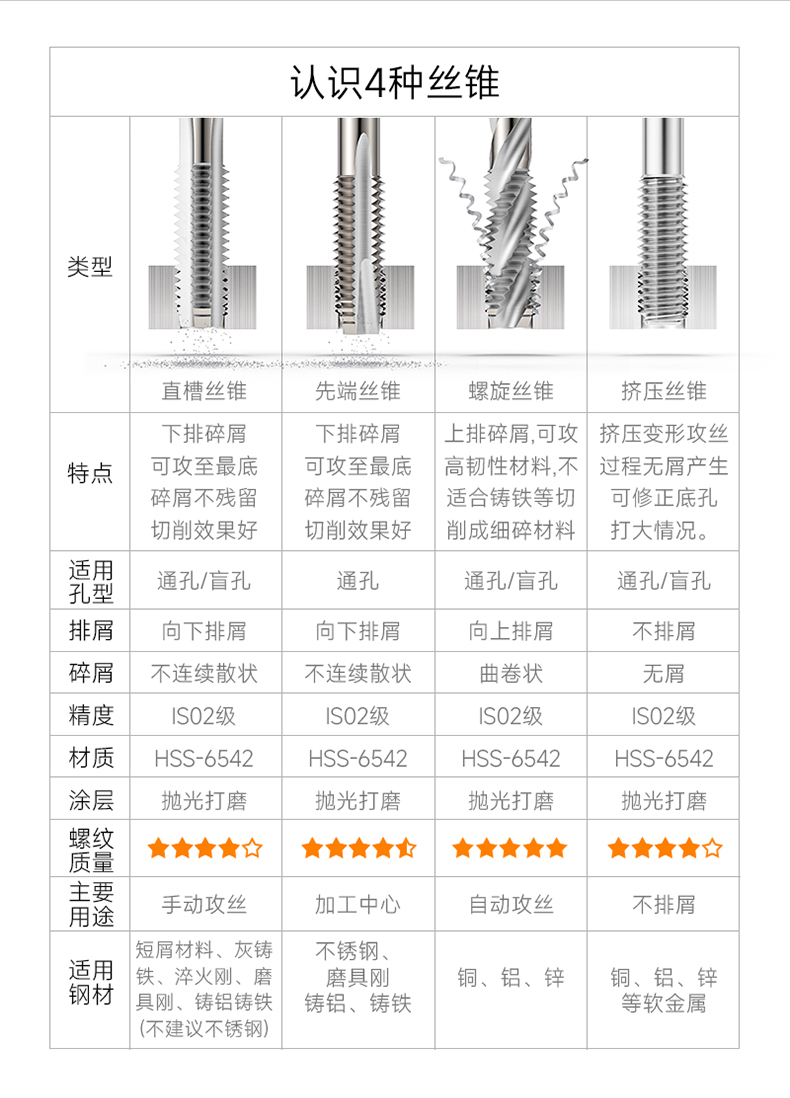 认识4种丝锥
类型
直槽丝锥 先端丝锥 螺旋丝锥 挤压丝锥
特点
下排碎屑
可攻至最底
碎屑不残留
切削效果好
下排碎屑
可攻至最底
碎屑不残留
切削效果好
上排碎屑,可攻
高韧性材料,不
适合铸铁等切
削成细碎材料
挤压变形攻丝
过程无屑产生
可修正底孔
打大情况。
适用
孔型
通孔/盲孔 通孔 通孔/盲孔 通孔/盲孔
排屑 向下排屑 向下排屑 向上排屑 不排屑
碎屑 不连续散状 不连续散状 曲卷状 无屑
精度 ISO2级 ISO2级 ISO2级 ISO2级
材质 HSS-6542 HSS-6542 HSS-6542 HSS-6542
涂层 抛光打磨 抛光打磨 抛光打磨 抛光打磨
螺纹
质量
主要
用途
手动攻丝 加工中心 自动攻丝 不排屑
适用
钢材
短屑材料、灰铸
铁、淬火刚、磨
具刚、铸铝铸铁
(不建议不锈钢)
不锈钢、
磨具刚
铸铝、铸铁
铜、铝、锌
铜、铝、锌
等软金属